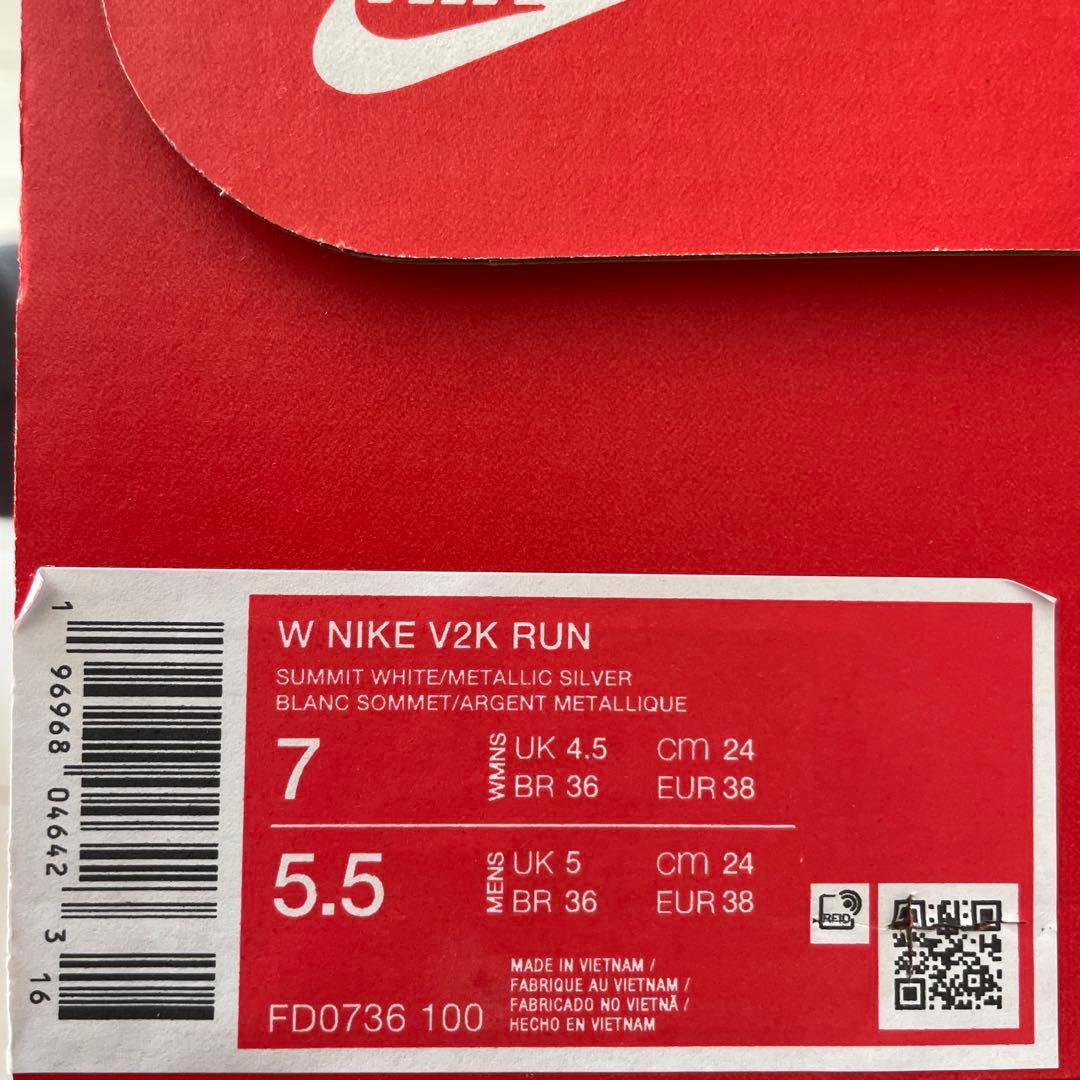 W NIKE V2K RUN
SUMMIT WHITE/METALLIC SILVER
BLANC SOMMET/ARGENT METALLIQUE
7
WMNS
UK 4.5 cm 24
BR 36 EUR 38
5.5
MENS
UK 5 cm 24
BR 36 EUR 38
RFID
MADE IN VIETNAM /
FABRIQUE AU VIETNAM /
FABRICADO NO VIETNÃ /
HECHO EN VIETNAM
FD0736 100
1 96968 04642 3 16